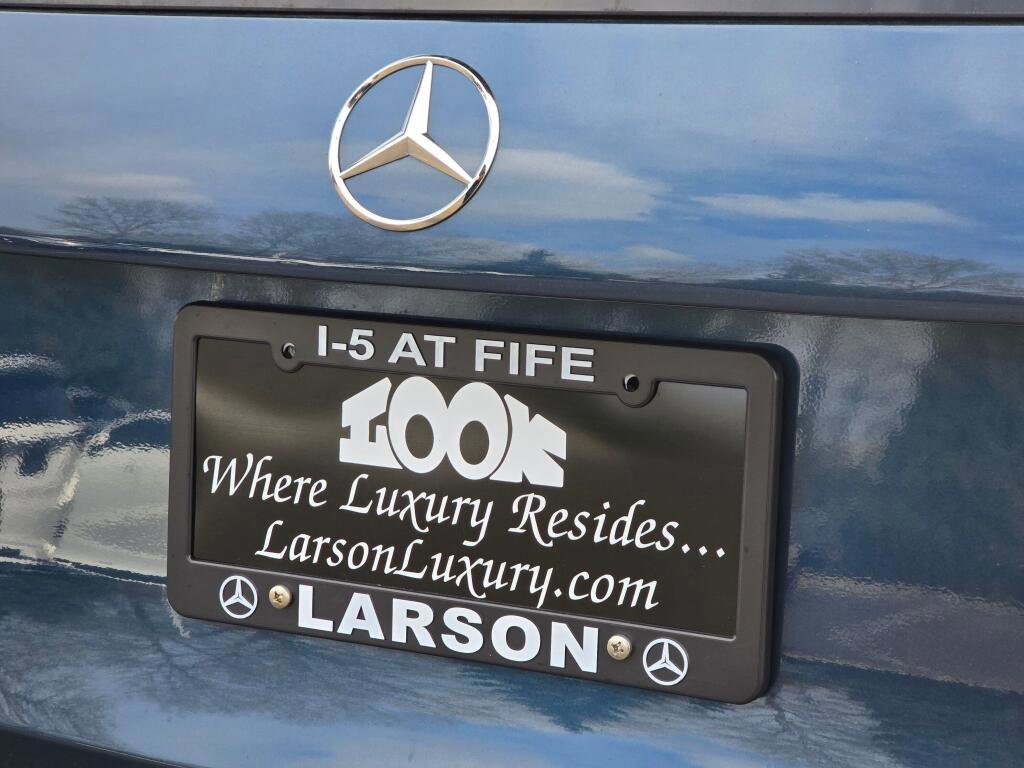 I-5 AT FIFE
LOOK
Where Luxury Resides...
LarsonLuxury.com
LARSON